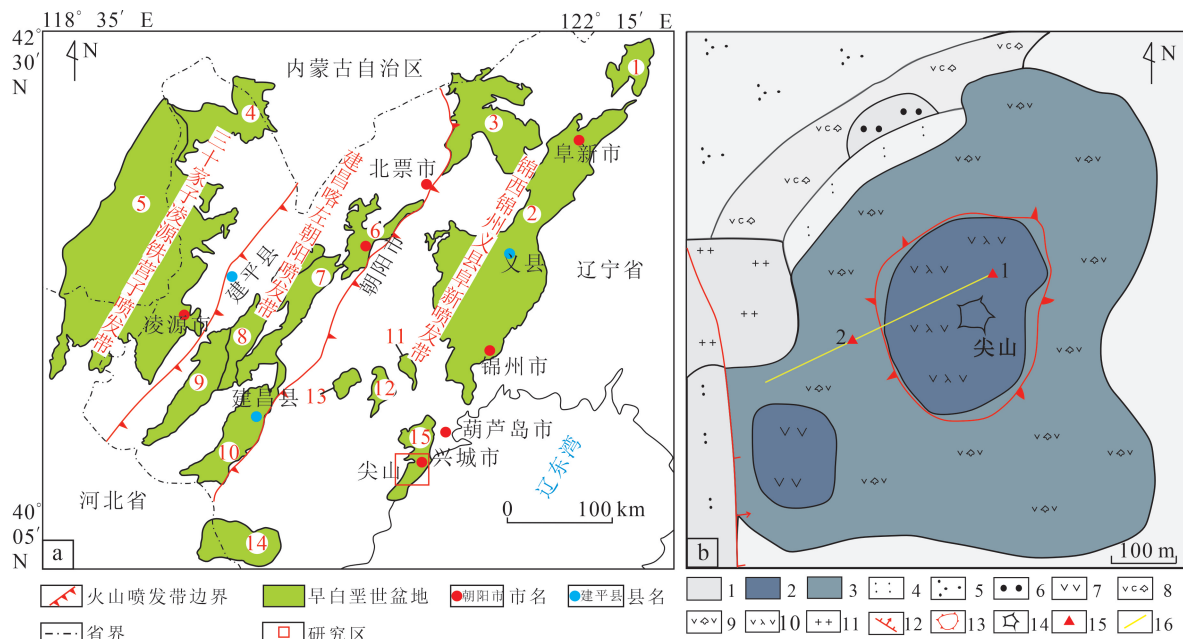 118° 35′ E
122° 15′ E
42°
30′
N
N
内蒙古自治区
1
4
3
阜新市
北票市
三十家子凌源铁营子喷发带
建昌喀左朝阳喷发带
锦西锦州义县阜新喷发带
5
2
6
朝阳市
义县
辽宁省
7
建平县
凌源市
8
11
锦州市
9
12
13
建昌县
15
葫芦岛市
10
尖山
兴城市
辽东湾
河北省
0 100 km
40°
05′
N
14
a
火山喷发带边界
早白垩世盆地
朝阳市 市名
建平县 县名
省界
研究区
N
1
2
尖山
100 m
b
1 2 3 4 5 6 7 8
9 10 11 12 13 14 15 16